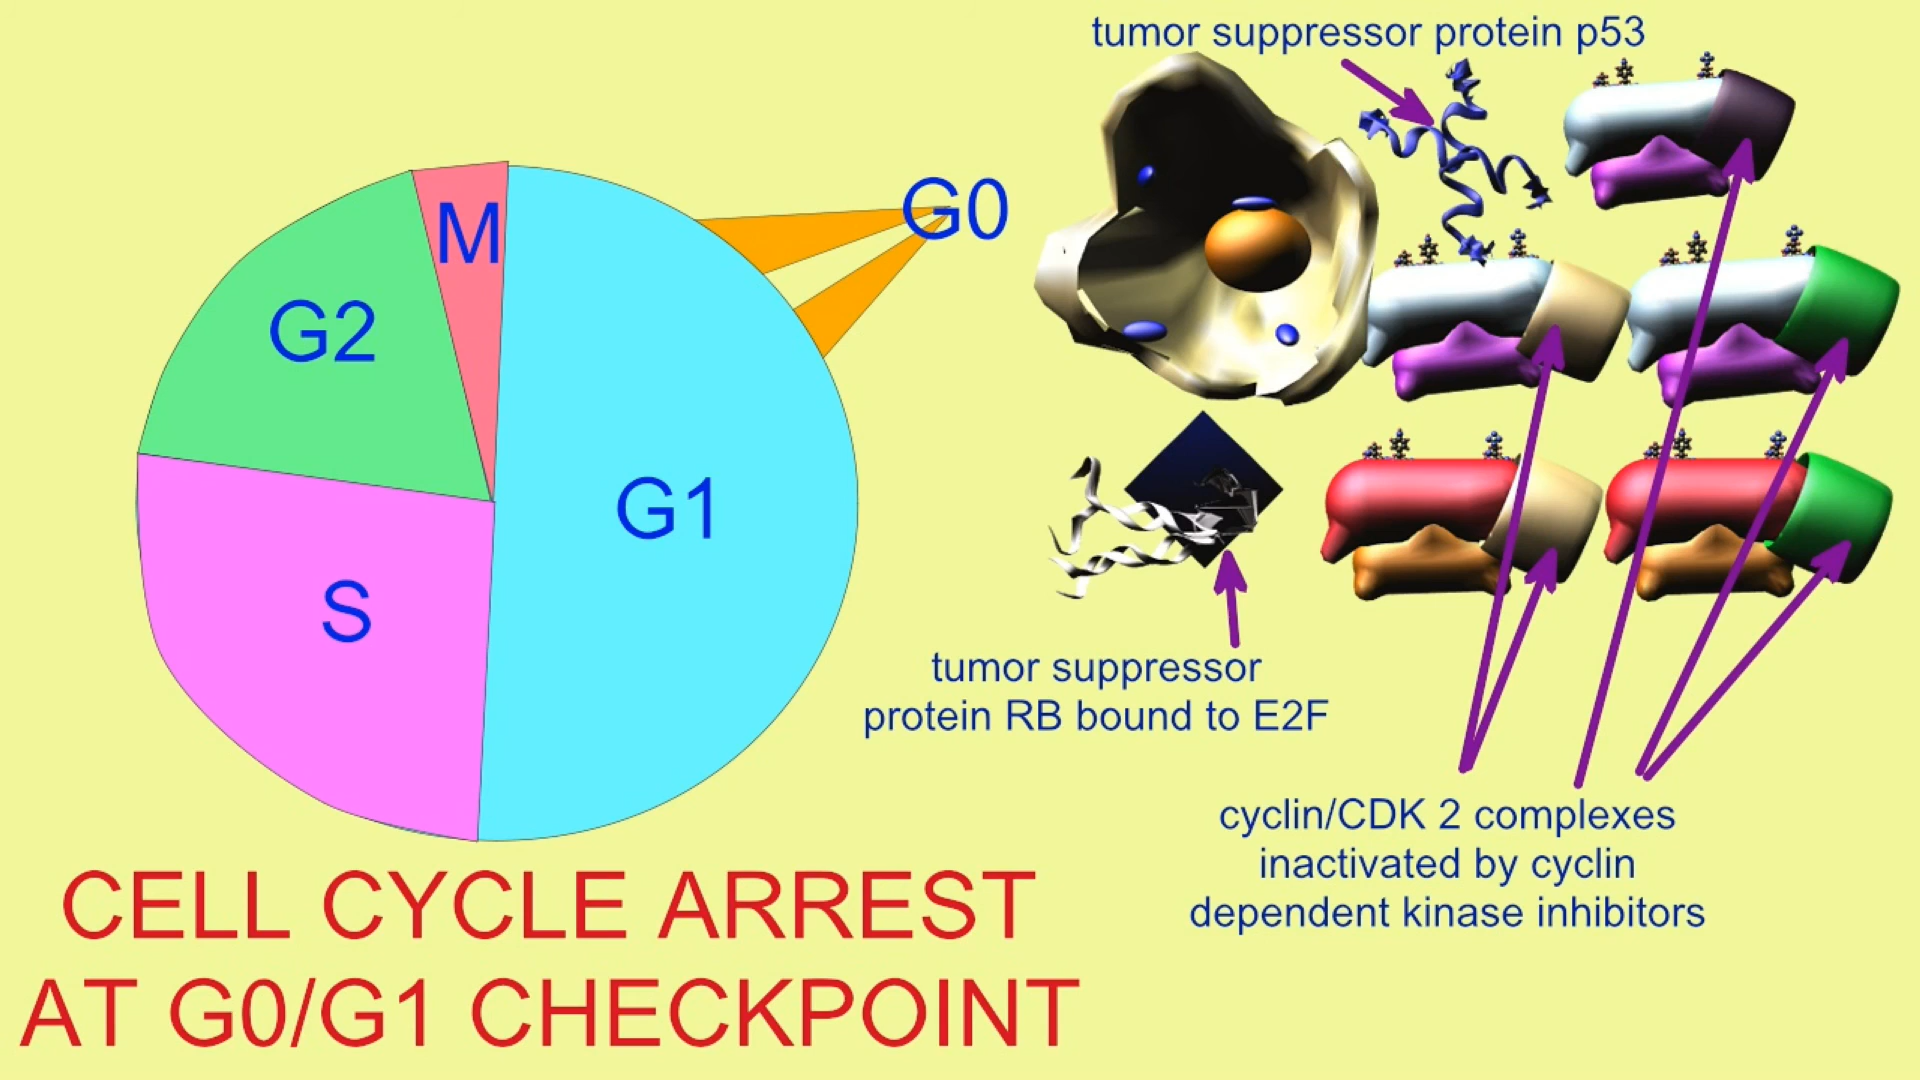 tumor suppressor protein p53
G0
M
G2
G1
S
tumor suppressor
protein RB bound to E2F
cyclin/CDK 2 complexes
inactivated by cyclin
dependent kinase inhibitors
CELL CYCLE ARREST
AT G0/G1 CHECKPOINT